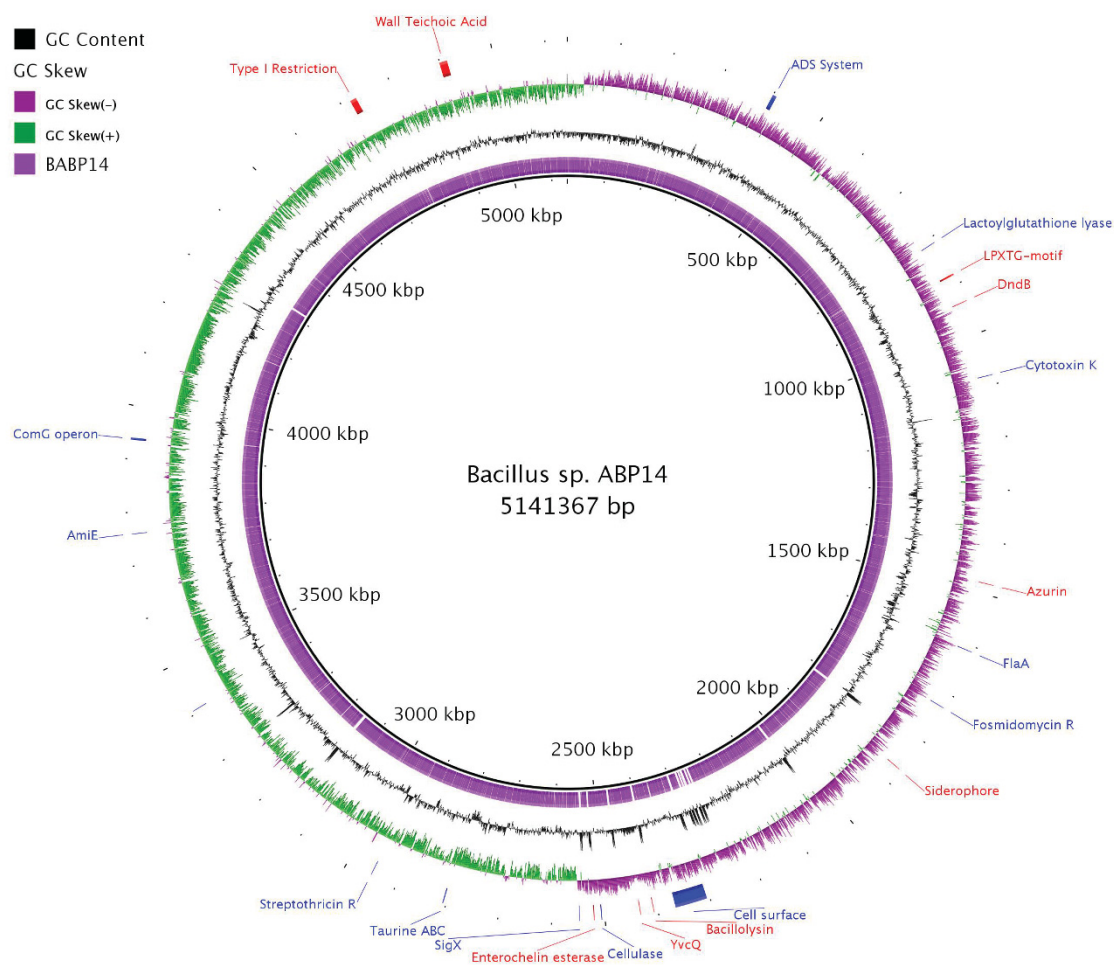 GC Content
GC Skew
GC Skew(-)
GC Skew(+)
BABP14
Wall Teichoic Acid
Type I Restriction
ADS System
Lactoylglutathione lyase
LPXTG-motif
DndB
Cytotoxin K
Azurin
FlaA
Fosmidomycin R
Siderophore
Cell surface
Bacillolysin
YvcQ
Cellulase
Enterochelin esterase
SigX
Taurine ABC
Streptothricin R
AmiE
ComG operon
5000 kbp
500 kbp
1000 kbp
1500 kbp
2000 kbp
2500 kbp
3000 kbp
3500 kbp
4000 kbp
4500 kbp
Bacillus sp. ABP14
5141367 bp